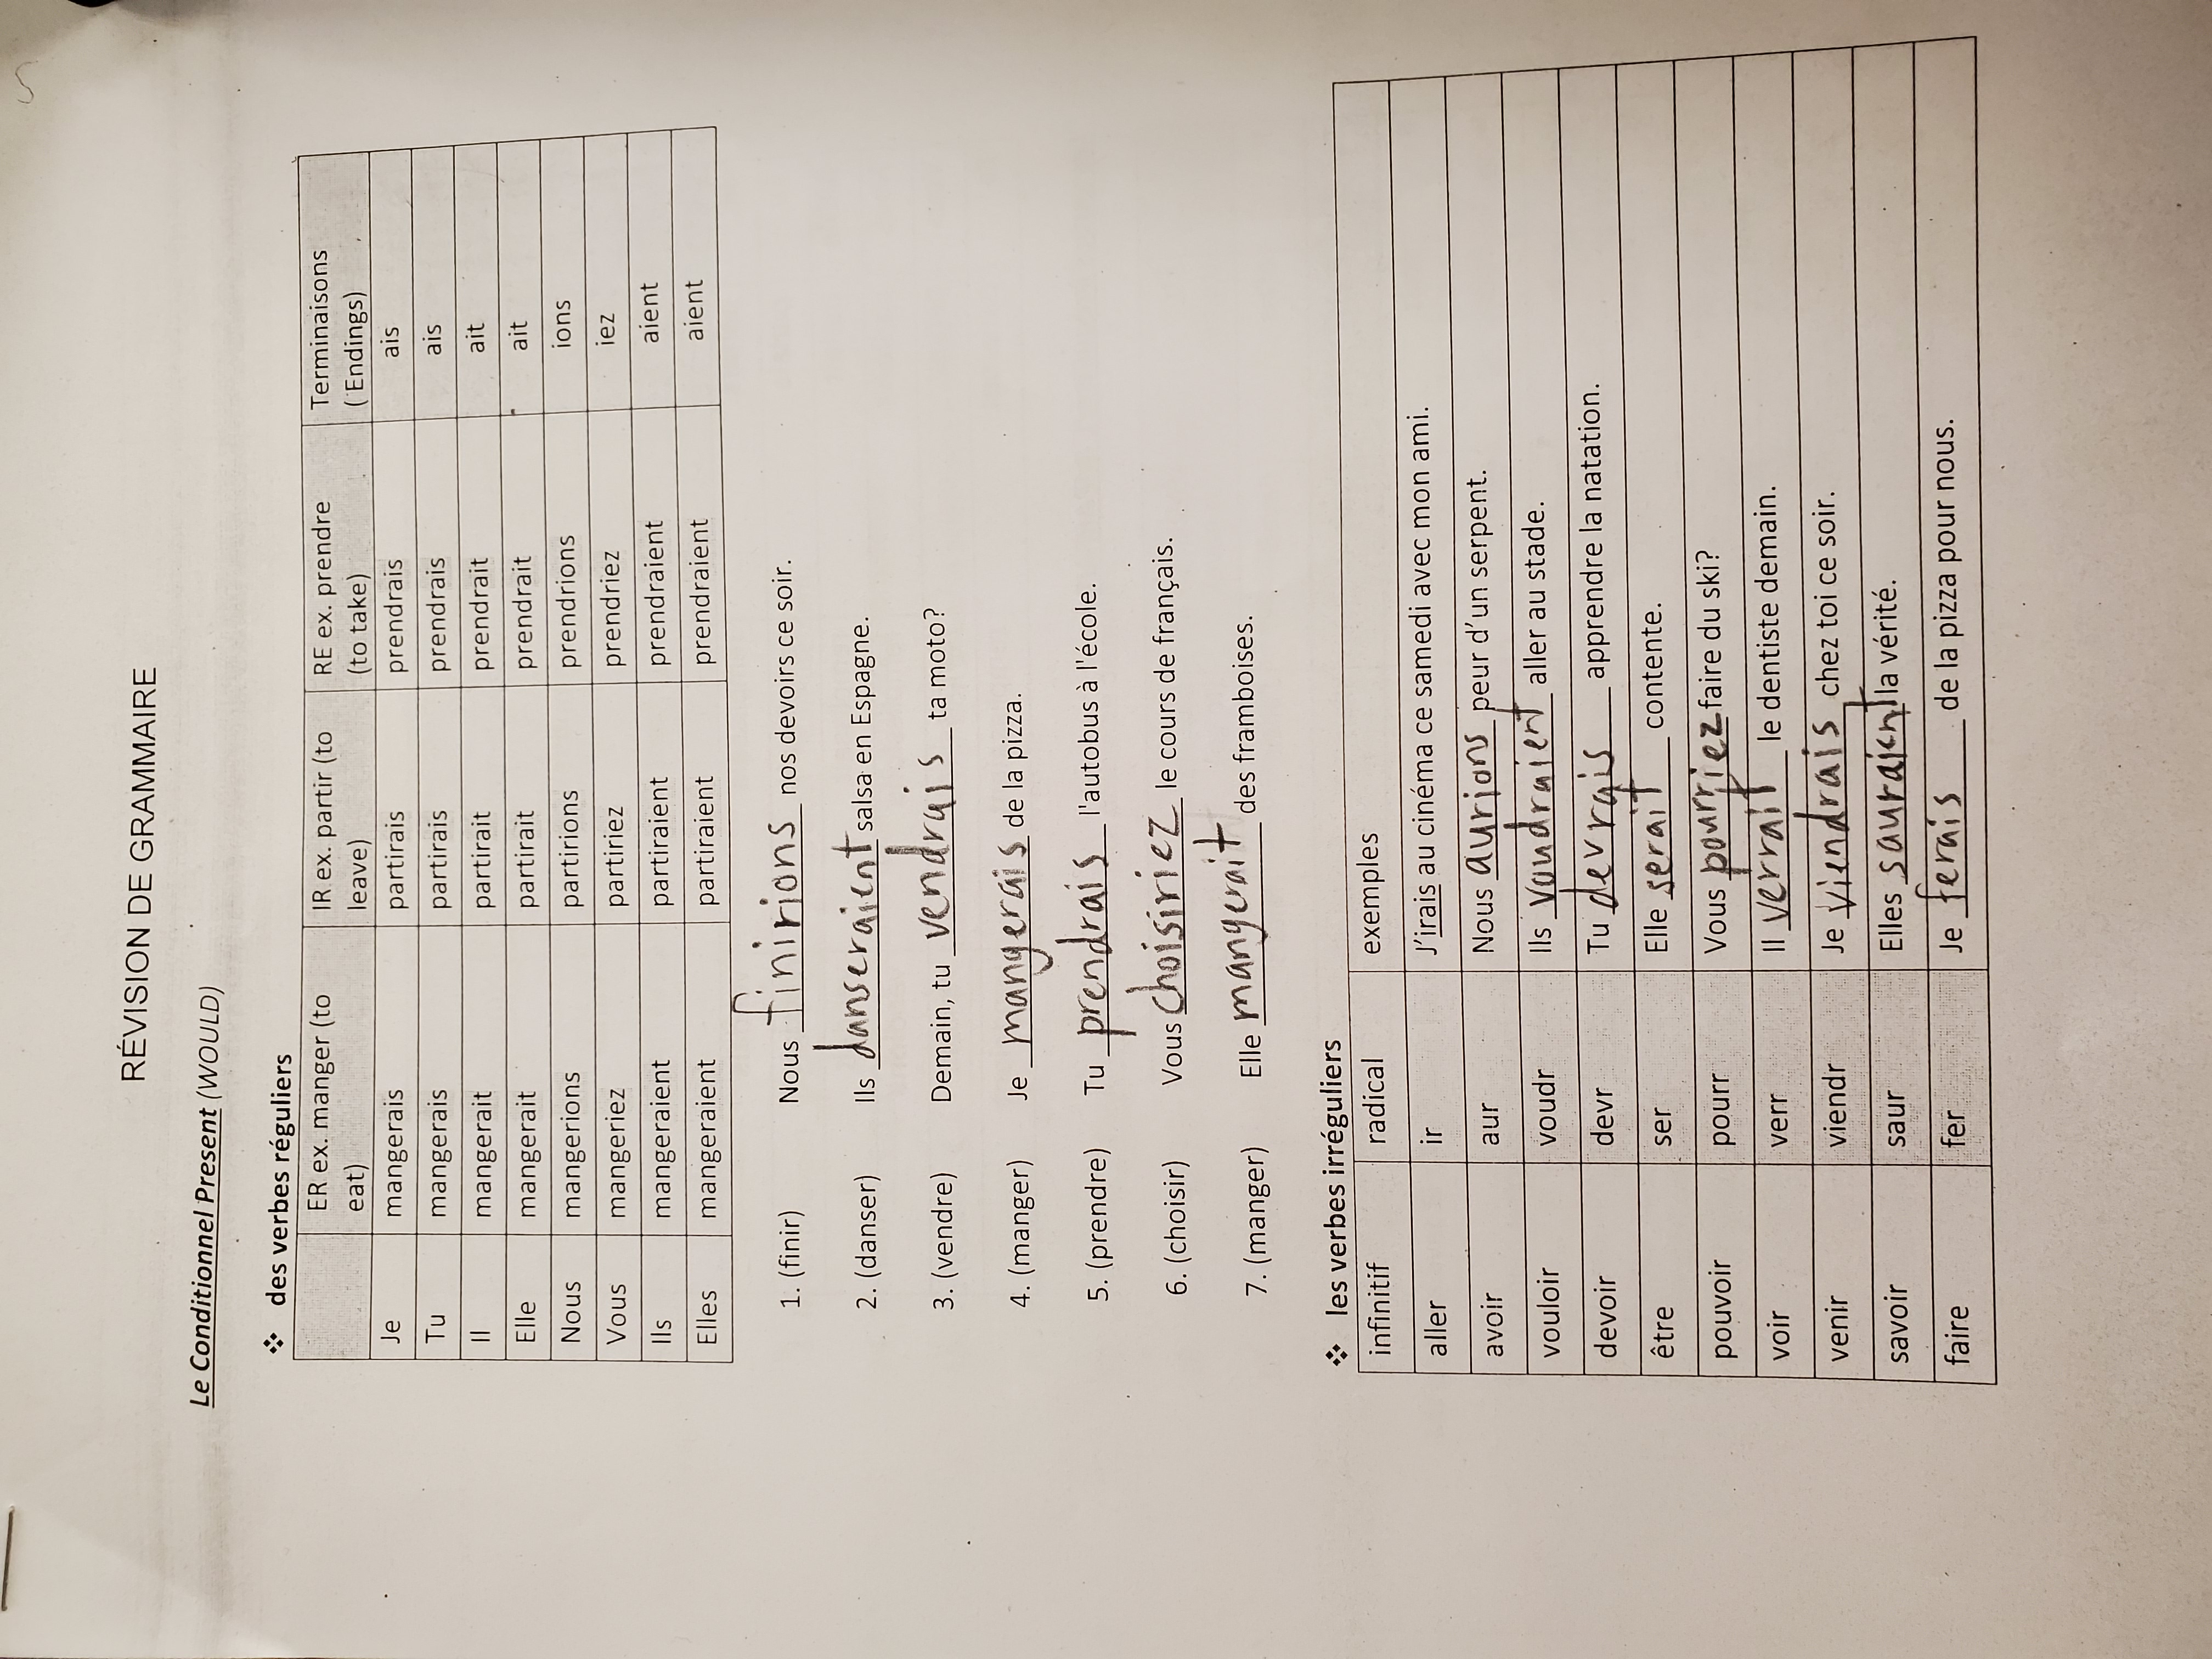 RÉVISION DE GRAMMAIRE
Le Conditionnel Present (WOULD)
❖ des verbes réguliers
ER ex. manger (to eat) IR ex. partir (to leave) RE ex. prendre (to take) Terminaisons ( Endings)
Je mangerais partirais prendrais ais
Tu mangerais partirais prendrais ais
Il mangerait partirait prendrait ait
Elle mangerait partirait prendrait ait
Nous mangerions partirions prendrions ions
Vous mangeriez partiriez prendriez iez
Ils mangeraient partiraient prendraient aient
Elles mangeraient partiraient prendraient aient
1. (finir) Nous finirions nos devoirs ce soir.
2. (danser) Ils danseraient salsa en Espagne.
3. (vendre) Demain, tu vendrais ta moto?
4. (manger) Je mangerais de la pizza.
5. (prendre) Tu prendrais l'autobus à l'école.
6. (choisir) Vous choisiriez le cours de français.
7. (manger) Elle mangerait des framboises.
❖ les verbes irréguliers
infinitif radical exemples
aller ir J'irais au cinéma ce samedi avec mon ami.
avoir aur Nous aurions peur d'un serpent.
vouloir voudr Ils voudraient aller au stade.
devoir devr Tu devrais apprendre la natation.
être ser Elle serait contente.
pouvoir pourr Vous pourriez faire du ski?
voir verr Il verrait le dentiste demain.
venir viendr Je viendrais chez toi ce soir.
savoir saur Elles sauraient la vérité.
faire fer Je ferais de la pizza pour nous.